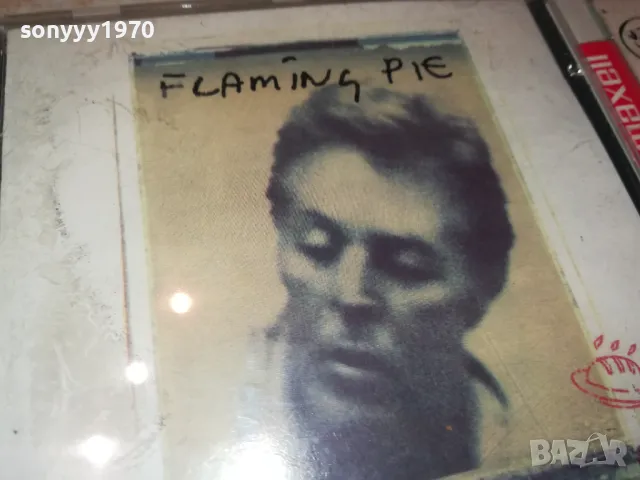 sonyyy1970
FLAMING PIE
maxell
BAZAR